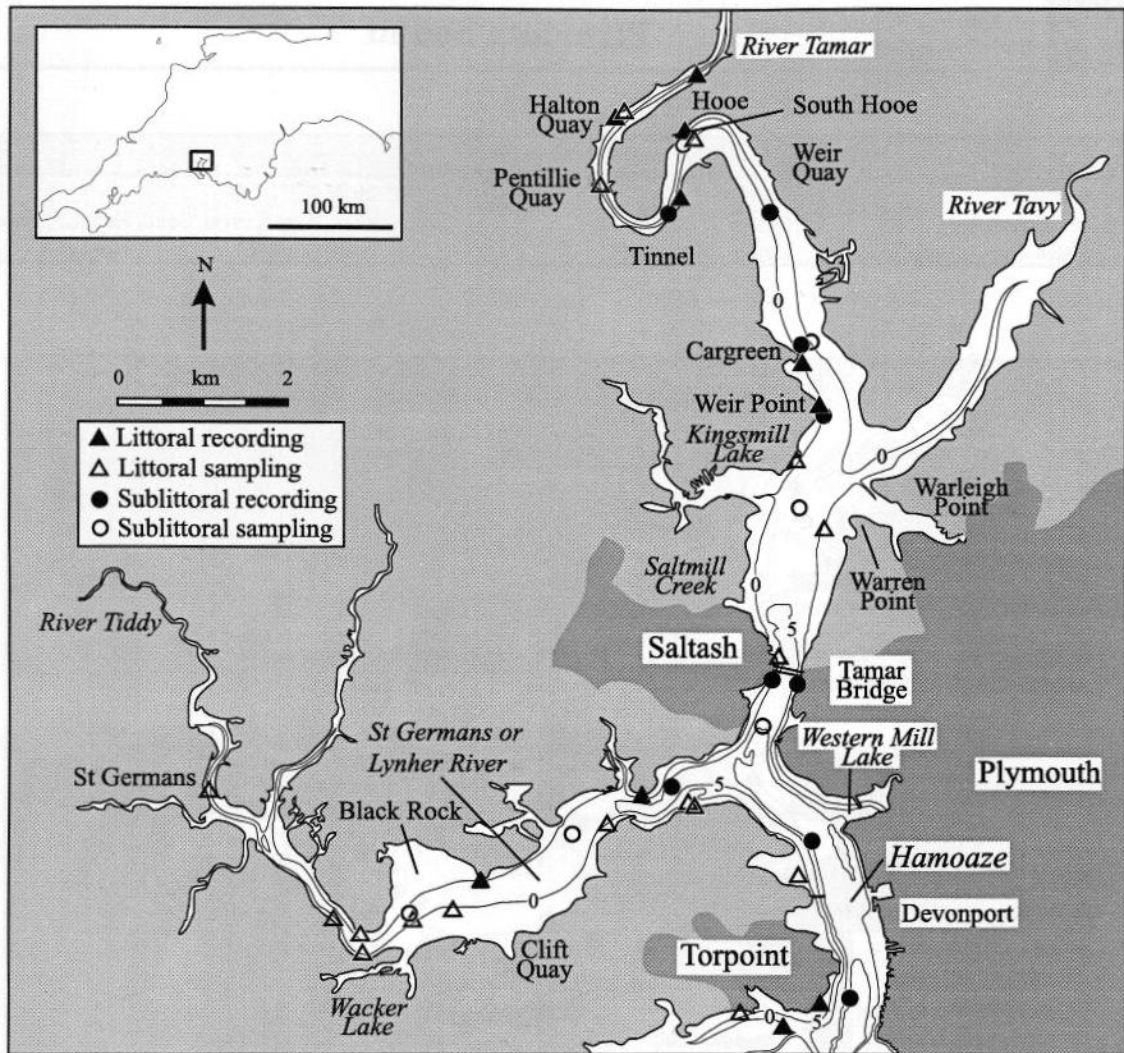 100 km
N
0 km 2
Littoral recording
Littoral sampling
Sublittoral recording
Sublittoral sampling
River Tamar
Halton
Quay
Hooe
South Hooe
Weir
Quay
Pentillie
Quay
River Tavy
Tinnel
0
Cargreen
Weir Point
Kingsmill
Lake
0
Warleigh
Point
Saltmill
Creek
0
Warren
Point
5
River Tiddy
Saltash
Tamar
Bridge
St Germans or
Lynher River
Western Mill
Lake
St Germans
5
Plymouth
Black Rock
Hamoaze
0
Devonport
Clift
Quay
Torpoint
Wacker
Lake
0
5